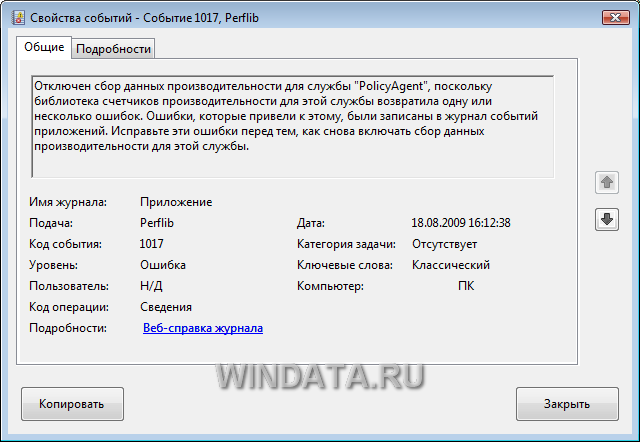 Свойства событий - Событие 1017, Perflib
Общие Подробности
Отключен сбор данных производительности для службы "PolicyAgent", поскольку
библиотека счетчиков производительности для этой службы возвратила одну или
несколько ошибок. Ошибки, которые привели к этому, были записаны в журнал событий
приложений. Исправьте эти ошибки перед тем, как снова включать сбор данных
производительности для этой службы.
Имя журнала: Приложение
Подача: Perflib Дата: 18.08.2009 16:12:38
Код события: 1017 Категория задачи: Отсутствует
Уровень: Ошибка Ключевые слова: Классический
Пользователь: Н/Д Компьютер: ПК
Код операции: Сведения
Подробности: Веб-справка журнала
WINDATA.RU
Копировать Закрыть